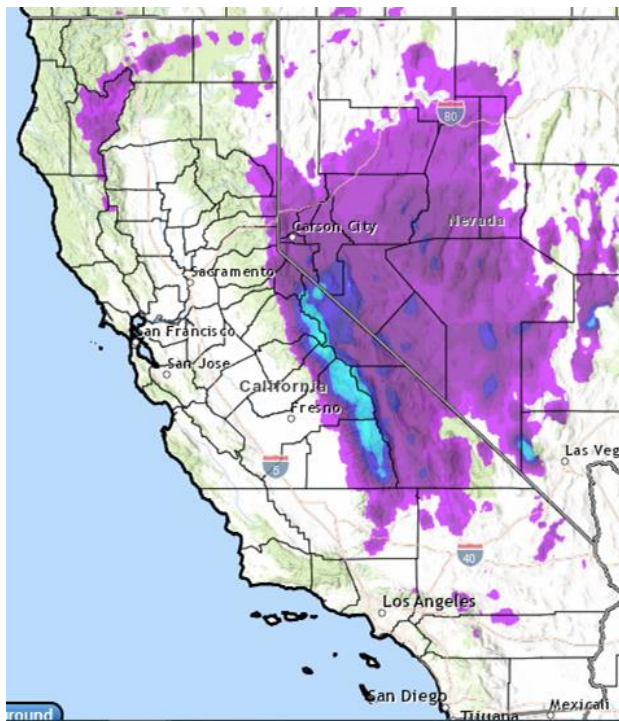 80
Nevada
Carson City
Sacramento
San Francisco
San Jose
California
Fresno
5
Las Veg
40
Los Angeles
San Diego
Tijuana
Mexicali
round